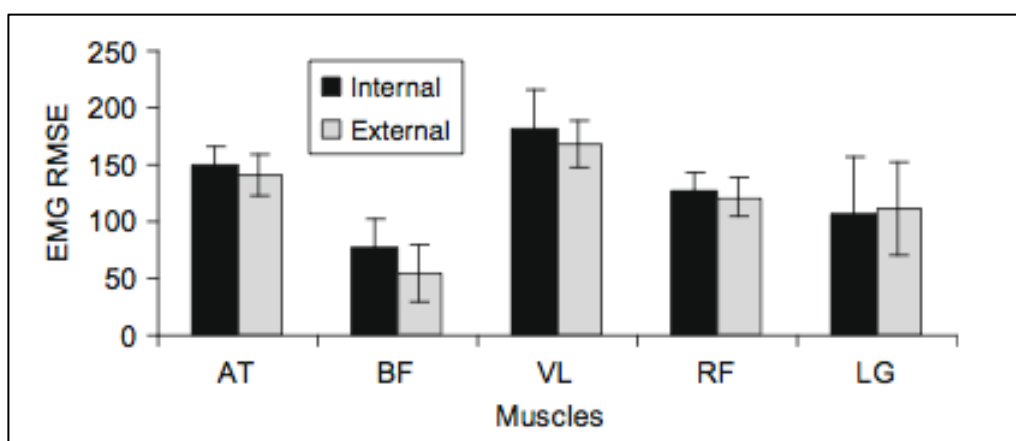 250
200
150
100
50
0
EMG RMSE
Internal
External
AT BF VL RF LG
Muscles